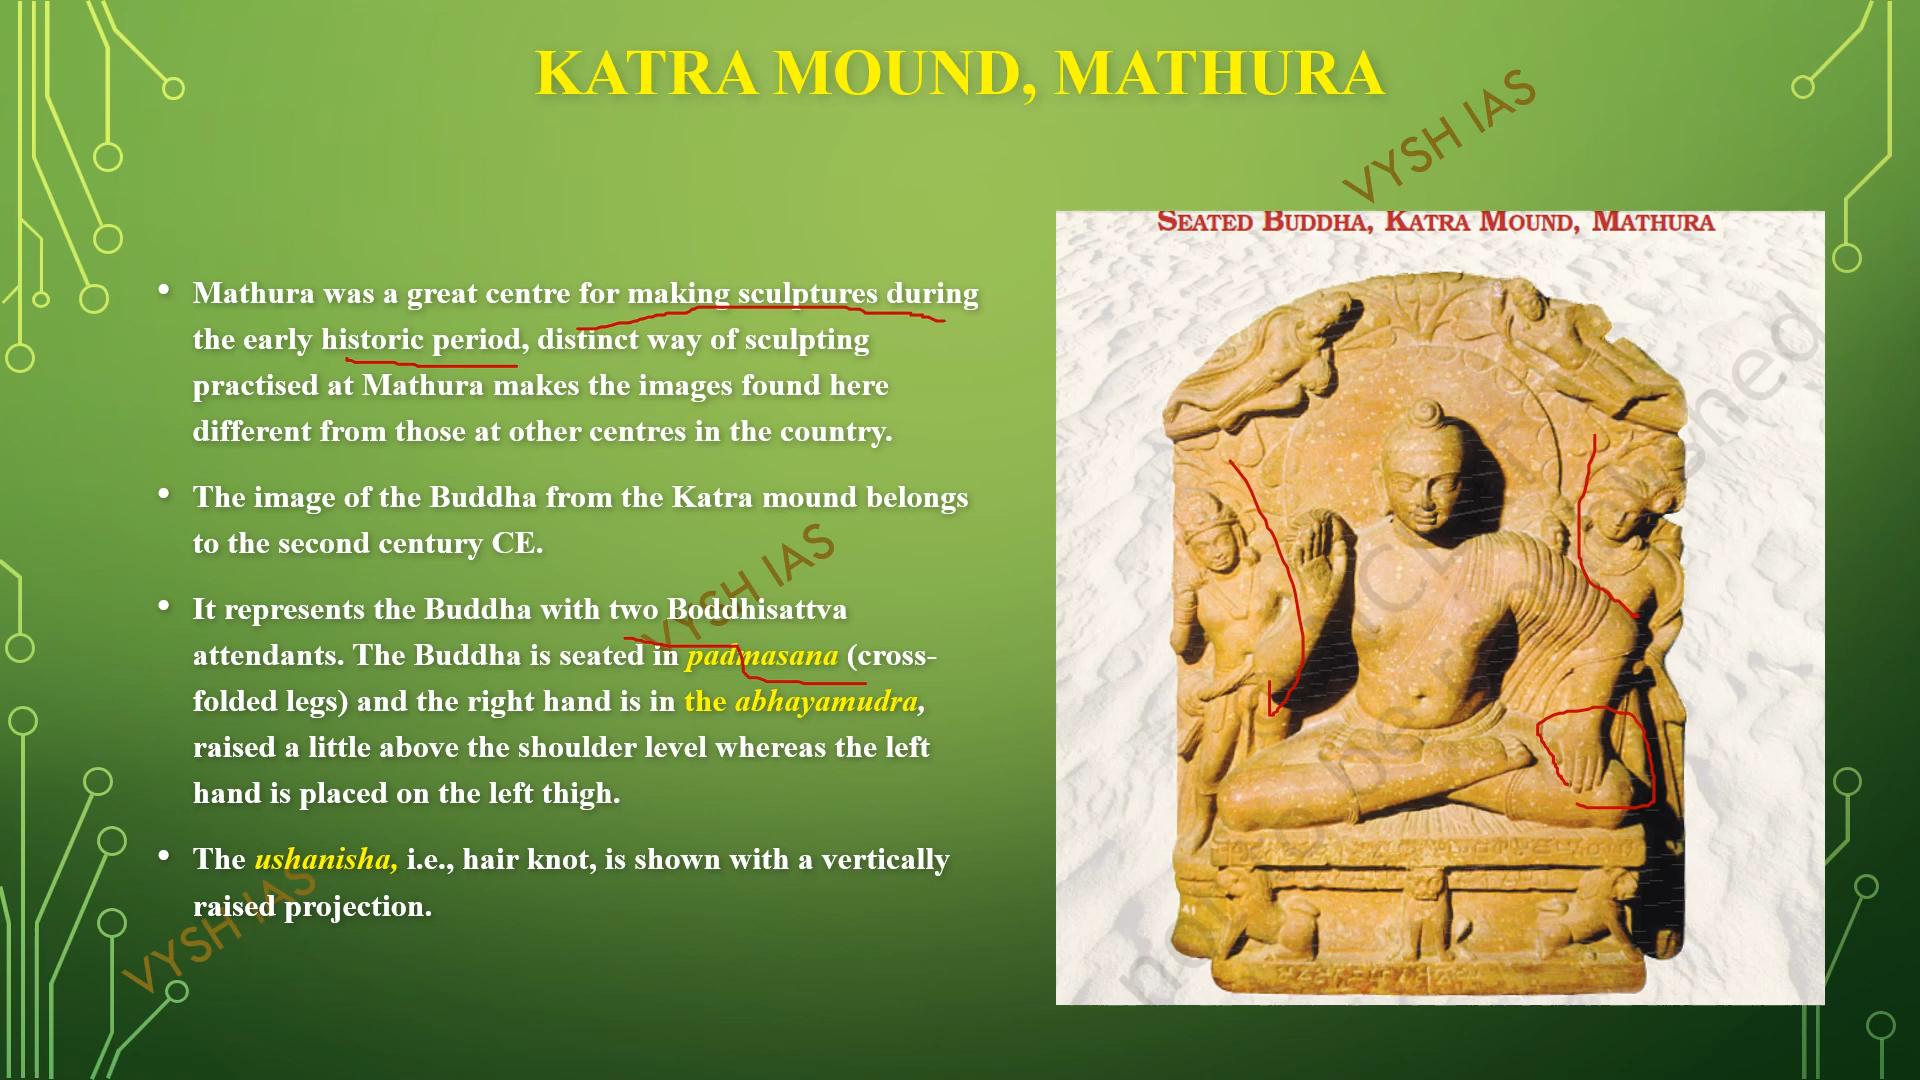 KATRA MOUND, MATHURA
VYSH IAS
SEATED BUDDHA, KATRA MOUND, MATHURA
• Mathura was a great centre for making sculptures during
the early historic period, distinct way of sculpting
practised at Mathura makes the images found here
different from those at other centres in the country.
• The image of the Buddha from the Katra mound belongs
to the second century CE.
VYSH IAS
• It represents the Buddha with two Boddhisattva
attendants. The Buddha is seated in padmasana (cross-
folded legs) and the right hand is in the abhayamudra,
raised a little above the shoulder level whereas the left
hand is placed on the left thigh.
• The ushanisha, i.e., hair knot, is shown with a vertically
raised projection.
VYSH IAS